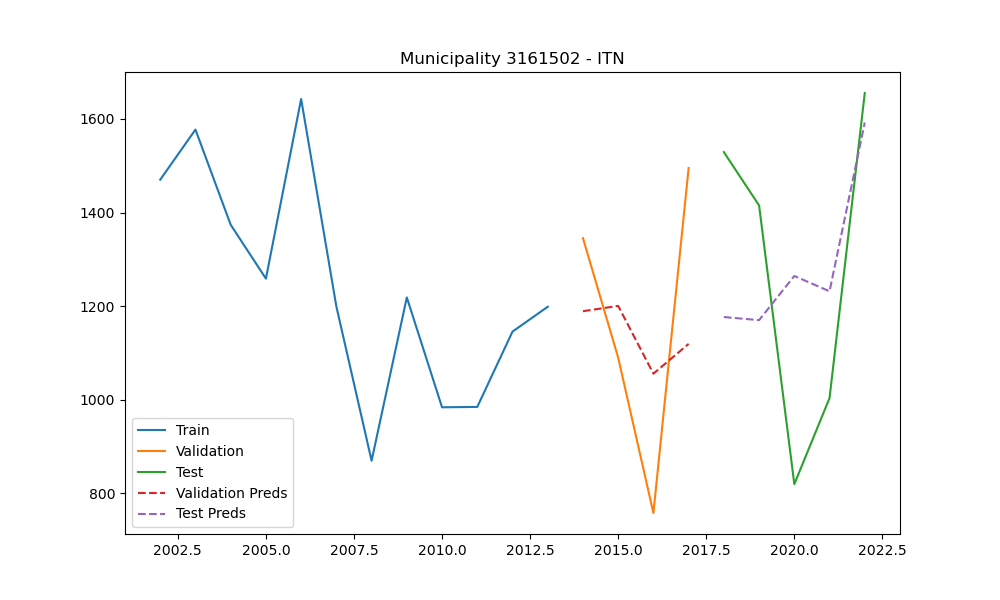 Municipality 3161502 - ITN
1600
1400
1200
1000
800
Train
Validation
Test
Validation Preds
Test Preds
2002.5 2005.0 2007.5 2010.0 2012.5 2015.0 2017.5 2020.0 2022.5